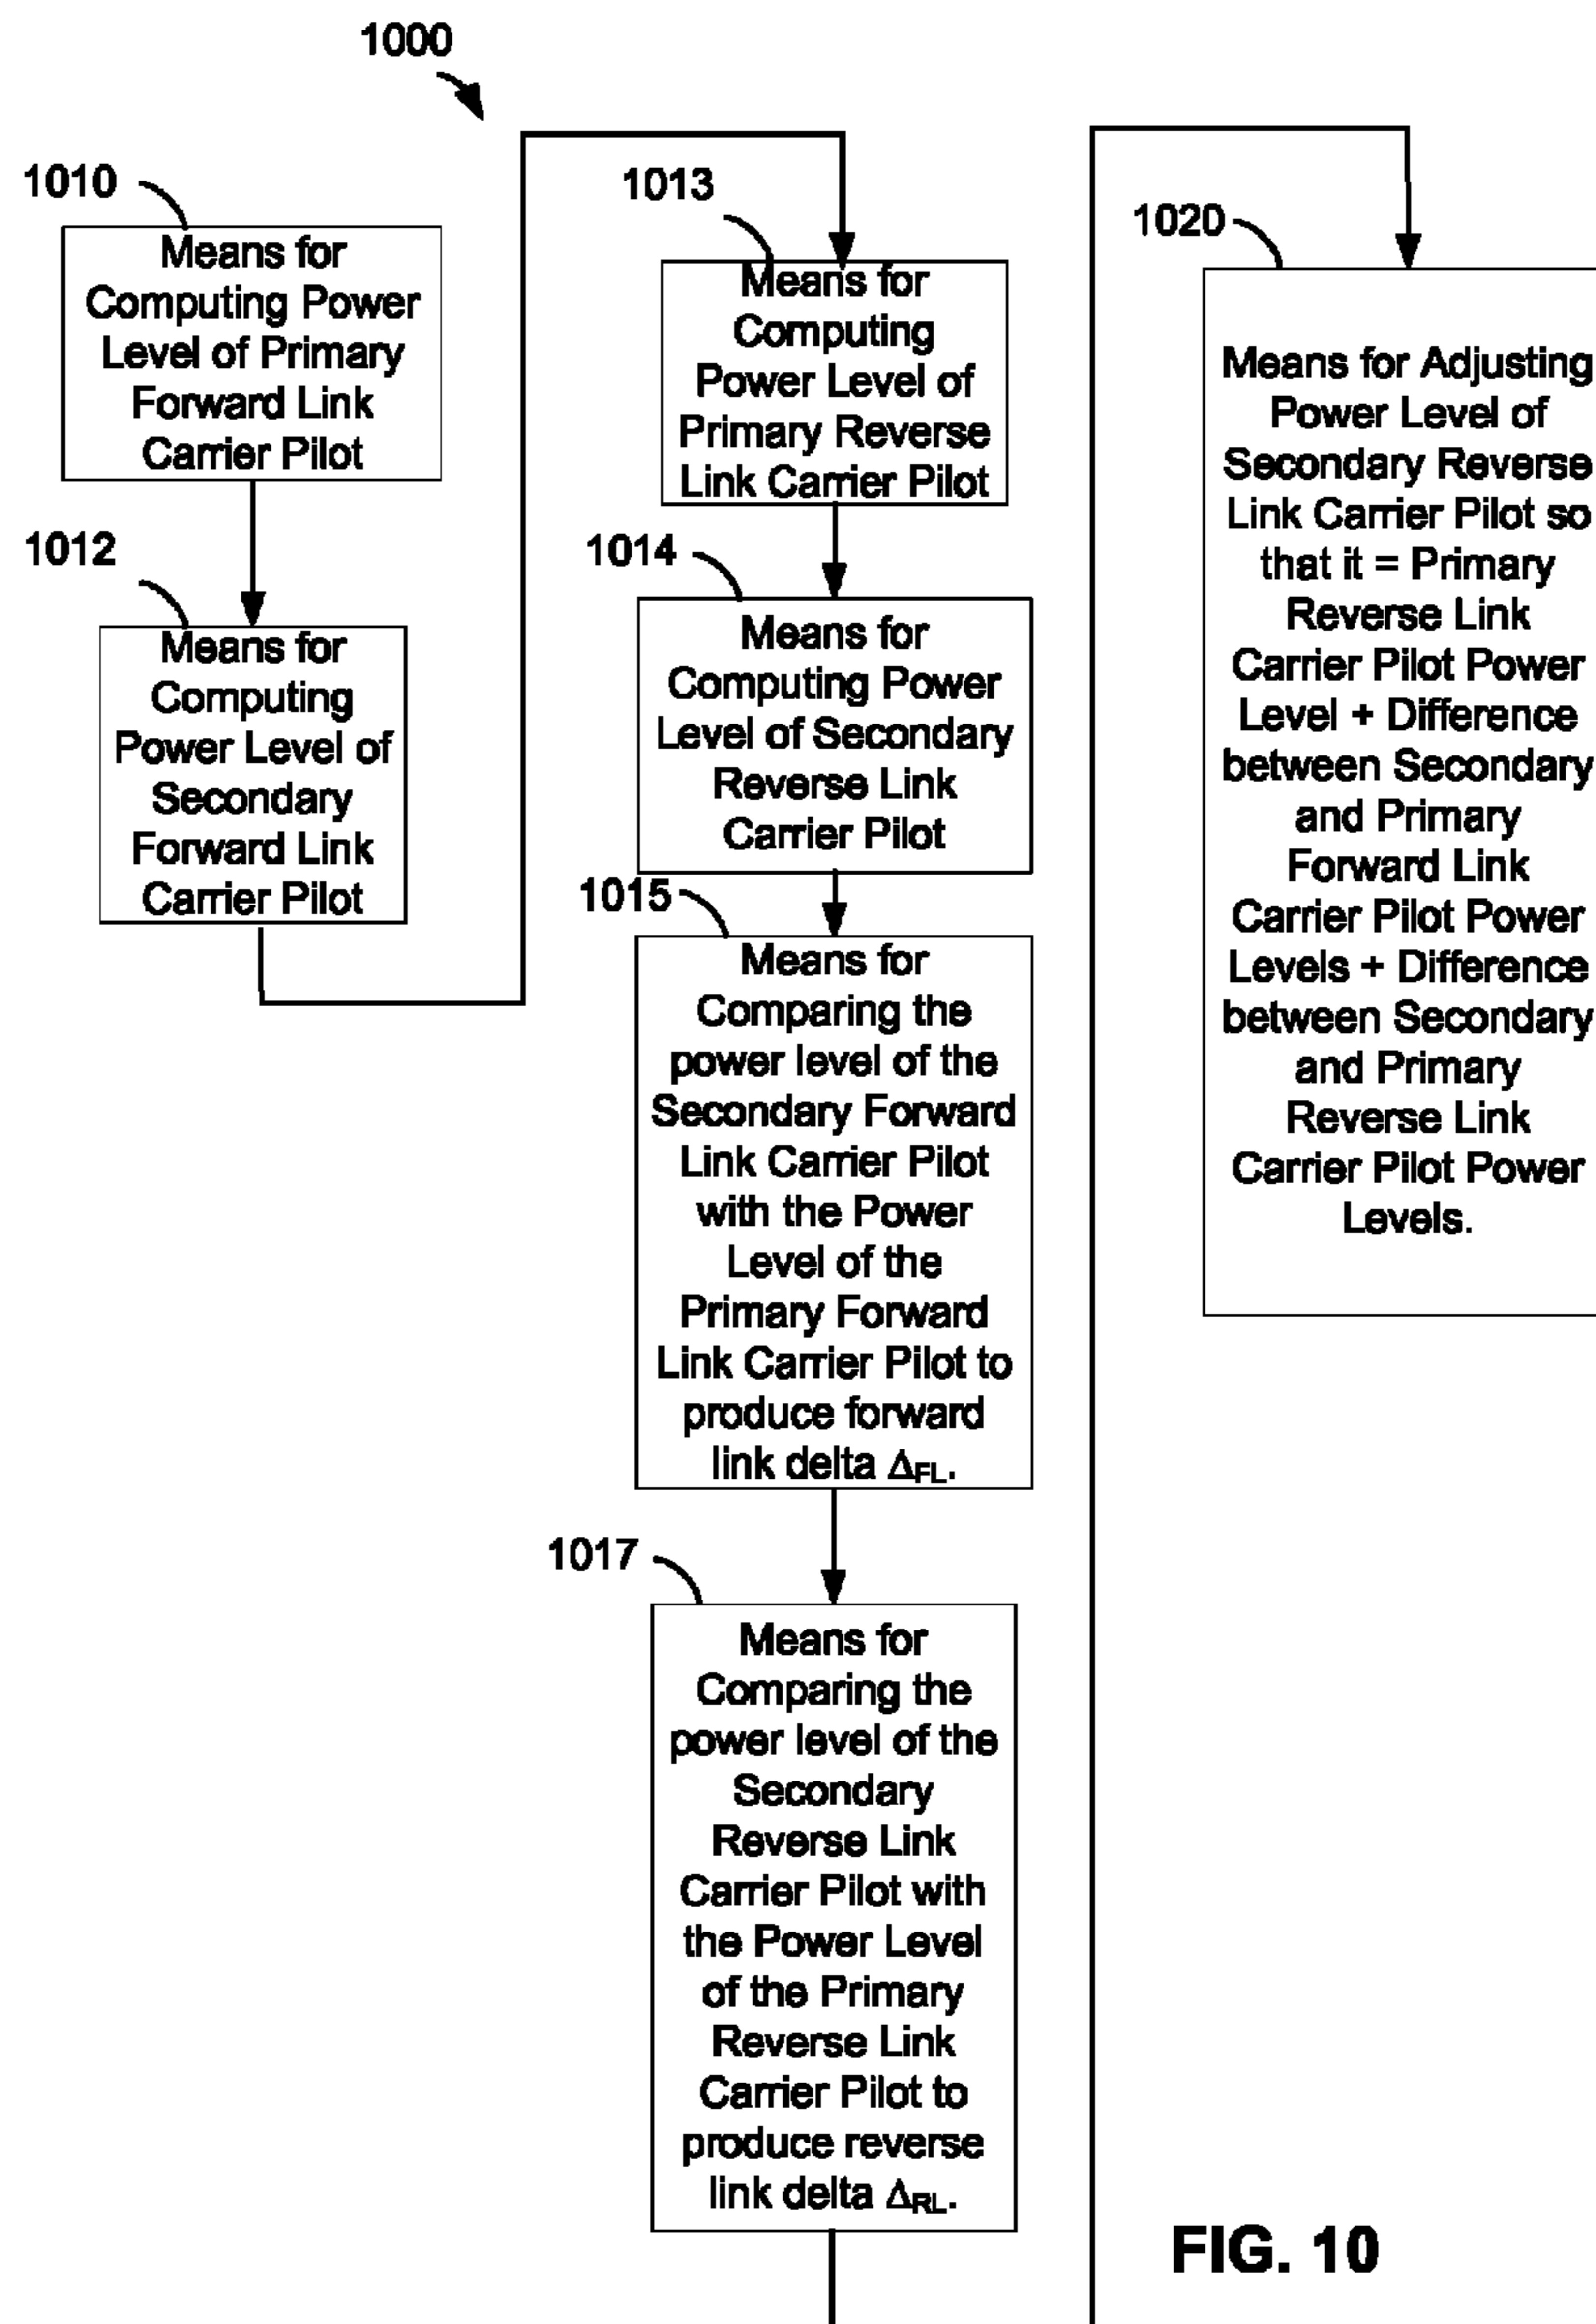 1000
1010
Means for
Computing Power
Level of Primary
Forward Link
Carrier Pilot
1012
Means for
Computing
Power Level of
Secondary
Forward Link
Carrier Pilot
1013
Means for
Computing
Power Level of
Primary Reverse
Link Carrier Pilot
1014
Means for
Computing Power
Level of Secondary
Reverse Link
Carrier Pilot
1015
Means for
Comparing the
power level of the
Secondary Forward
Link Carrier Pilot
with the Power
Level of the
Primary Forward
Link Carrier Pilot to
produce forward
link delta ΔFL.
1017
Means for
Comparing the
power level of the
Secondary
Reverse Link
Carrier Pilot with
the Power Level
of the Primary
Reverse Link
Carrier Pilot to
produce reverse
link delta ΔRL.
1020
Means for Adjusting
Power Level of
Secondary Reverse
Link Carrier Pilot so
that it = Primary
Reverse Link
Carrier Pilot Power
Level + Difference
between Secondary
and Primary
Forward Link
Carrier Pilot Power
Levels + Difference
between Secondary
and Primary
Reverse Link
Carrier Pilot Power
Levels.
FIG. 10